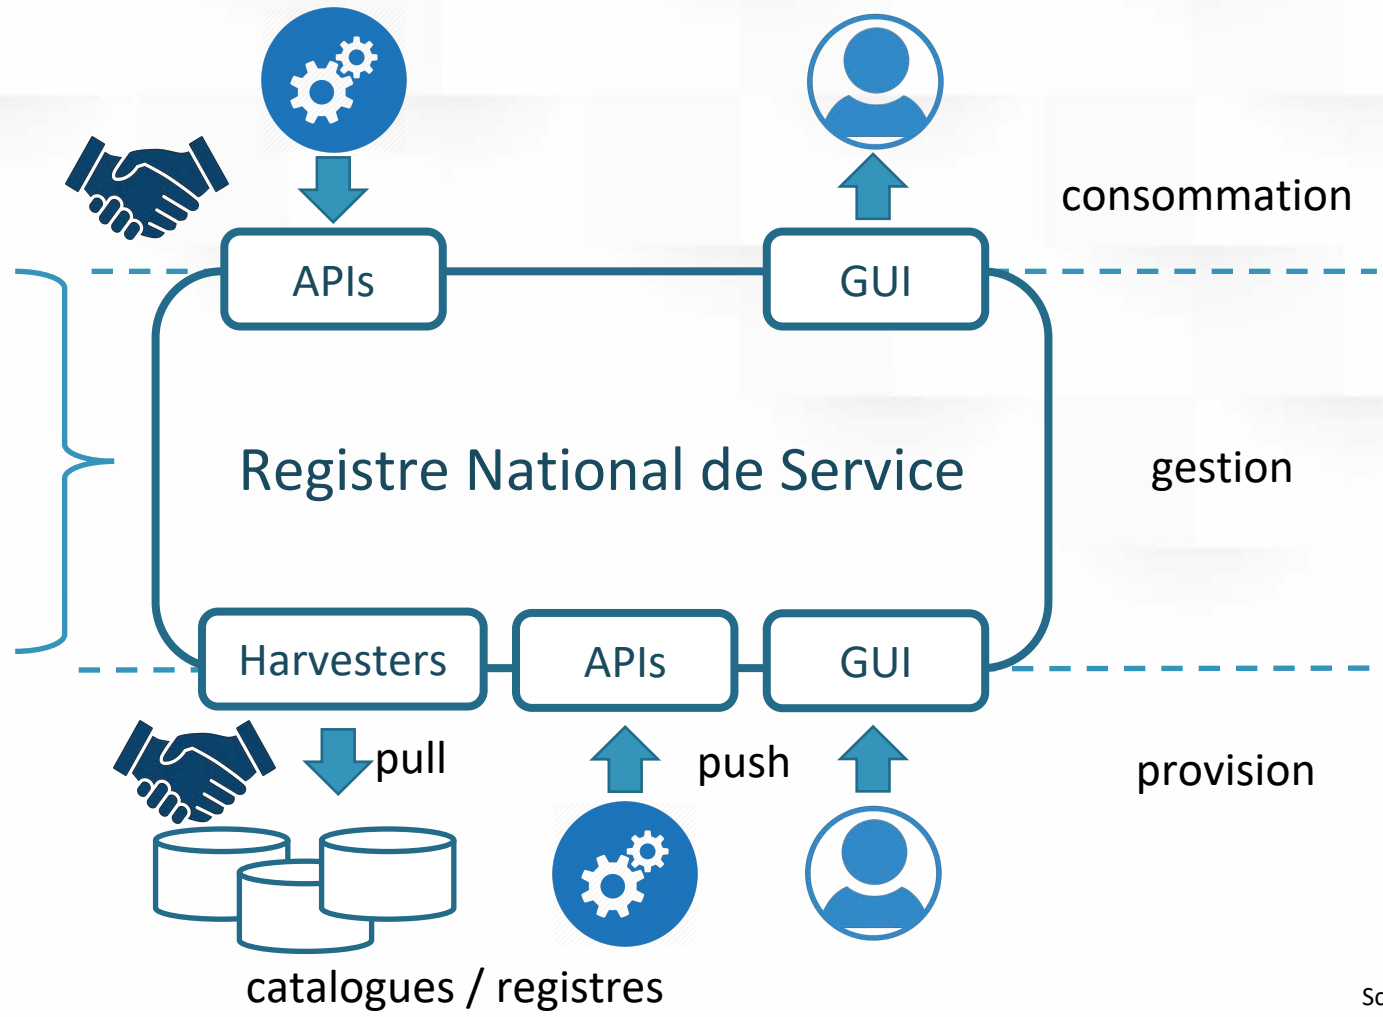 consommation
APIs
GUI
Registre National de Service
gestion
Harvesters
APIs
GUI
pull
push
provision
catalogues / registres